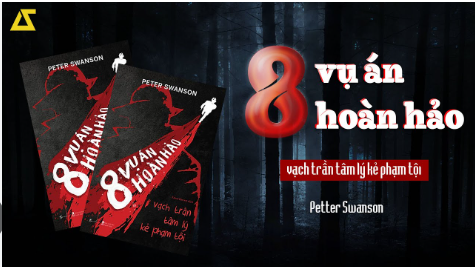 PETER SWANSON
8 VỤ ÁN
HOÀN HẢO
PETER SWANSON
8 VỤ ÁN
HOÀN HẢO
vạch trần
tâm lý
kẻ phạm tội
8 vụ án
hoàn hảo
vạch trần tâm lý kẻ phạm tội
Petter Swanson